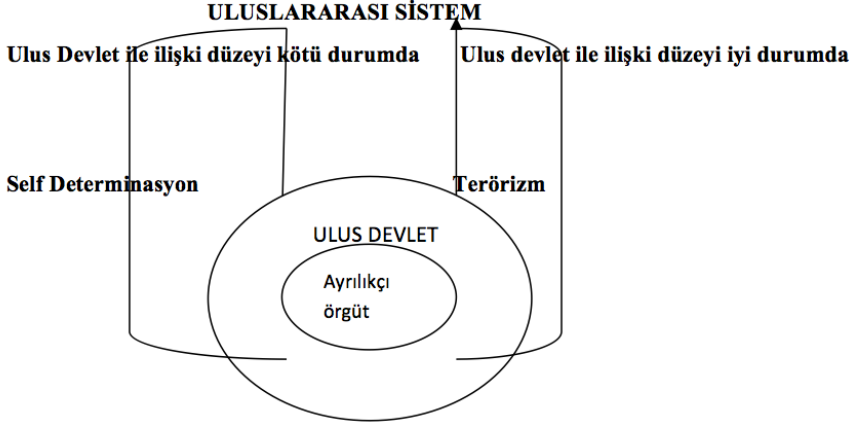 ULUSLARARASI SİSTEM
Ulus Devlet ile ilişki düzeyi kötü durumda
Ulus devlet ile ilişki düzeyi iyi durumda
Self Determinasyon
Terörizm
ULUS DEVLET
Ayrılıkçı
örgüt